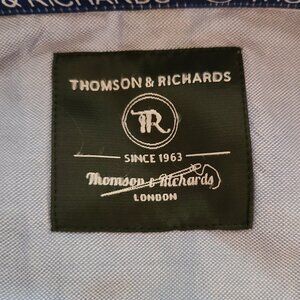 & RICHARDS
THOMSON & RICHARDS
TR
SINCE 1963
Thomson & Richards
LONDON